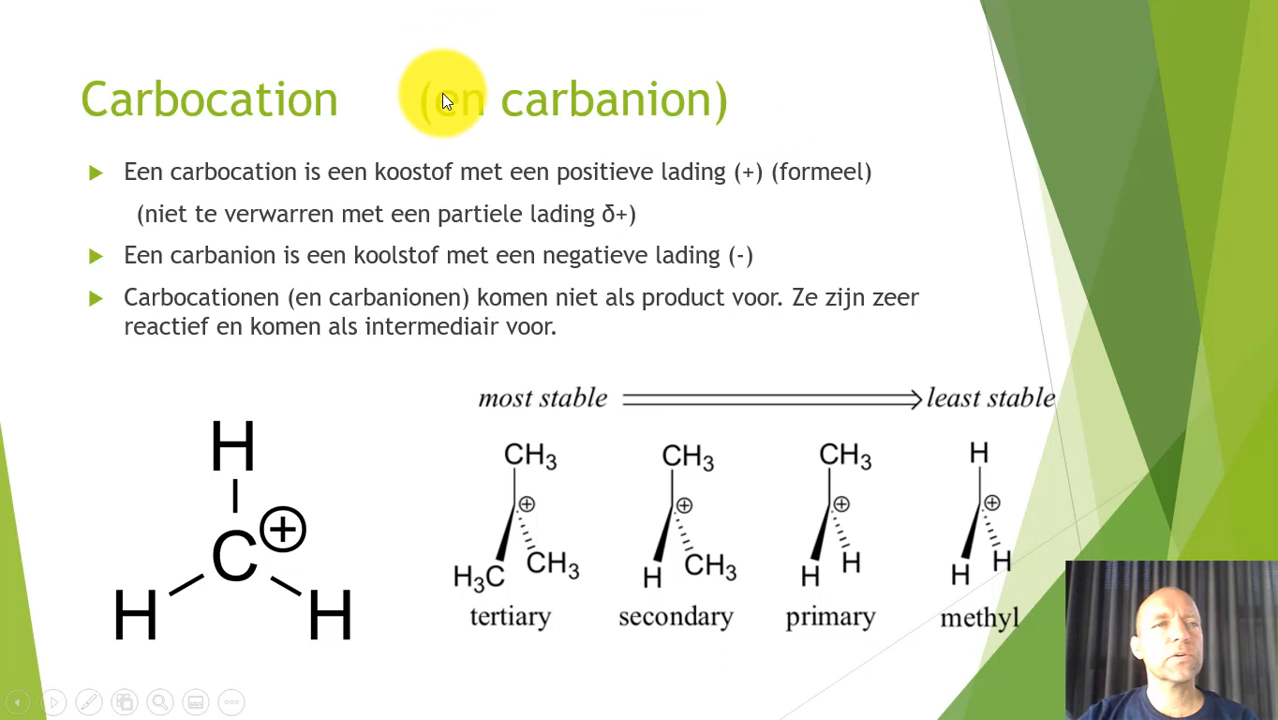 Carbocation (en carbanion)
Een carbocation is een koostof met een positieve lading (+) (formeel)
(niet te verwarren met een partiele lading δ+)
Een carbanion is een koolstof met een negatieve lading (-)
Carbocationen (en carbanionen) komen niet als product voor. Ze zijn zeer
reactief en komen als intermediair voor.
most stable least stable
H
C +
H H
CH3 CH3 CH3 H
+ + + +
H3C CH3 H CH3 H H H H
tertiary secondary primary methyl